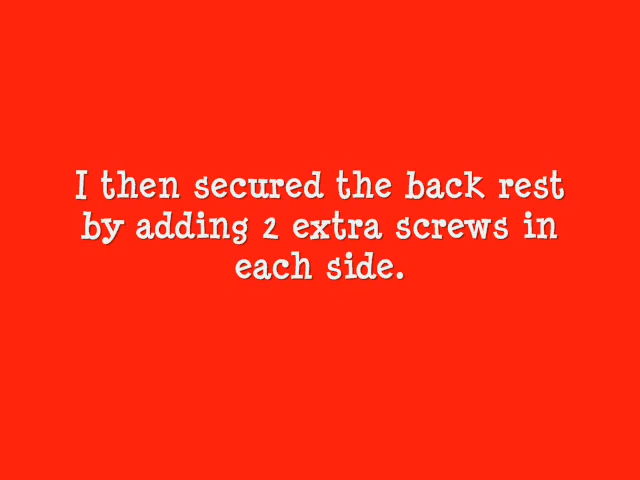 I then secured the back rest
by adding 2 extra screws in
each side.